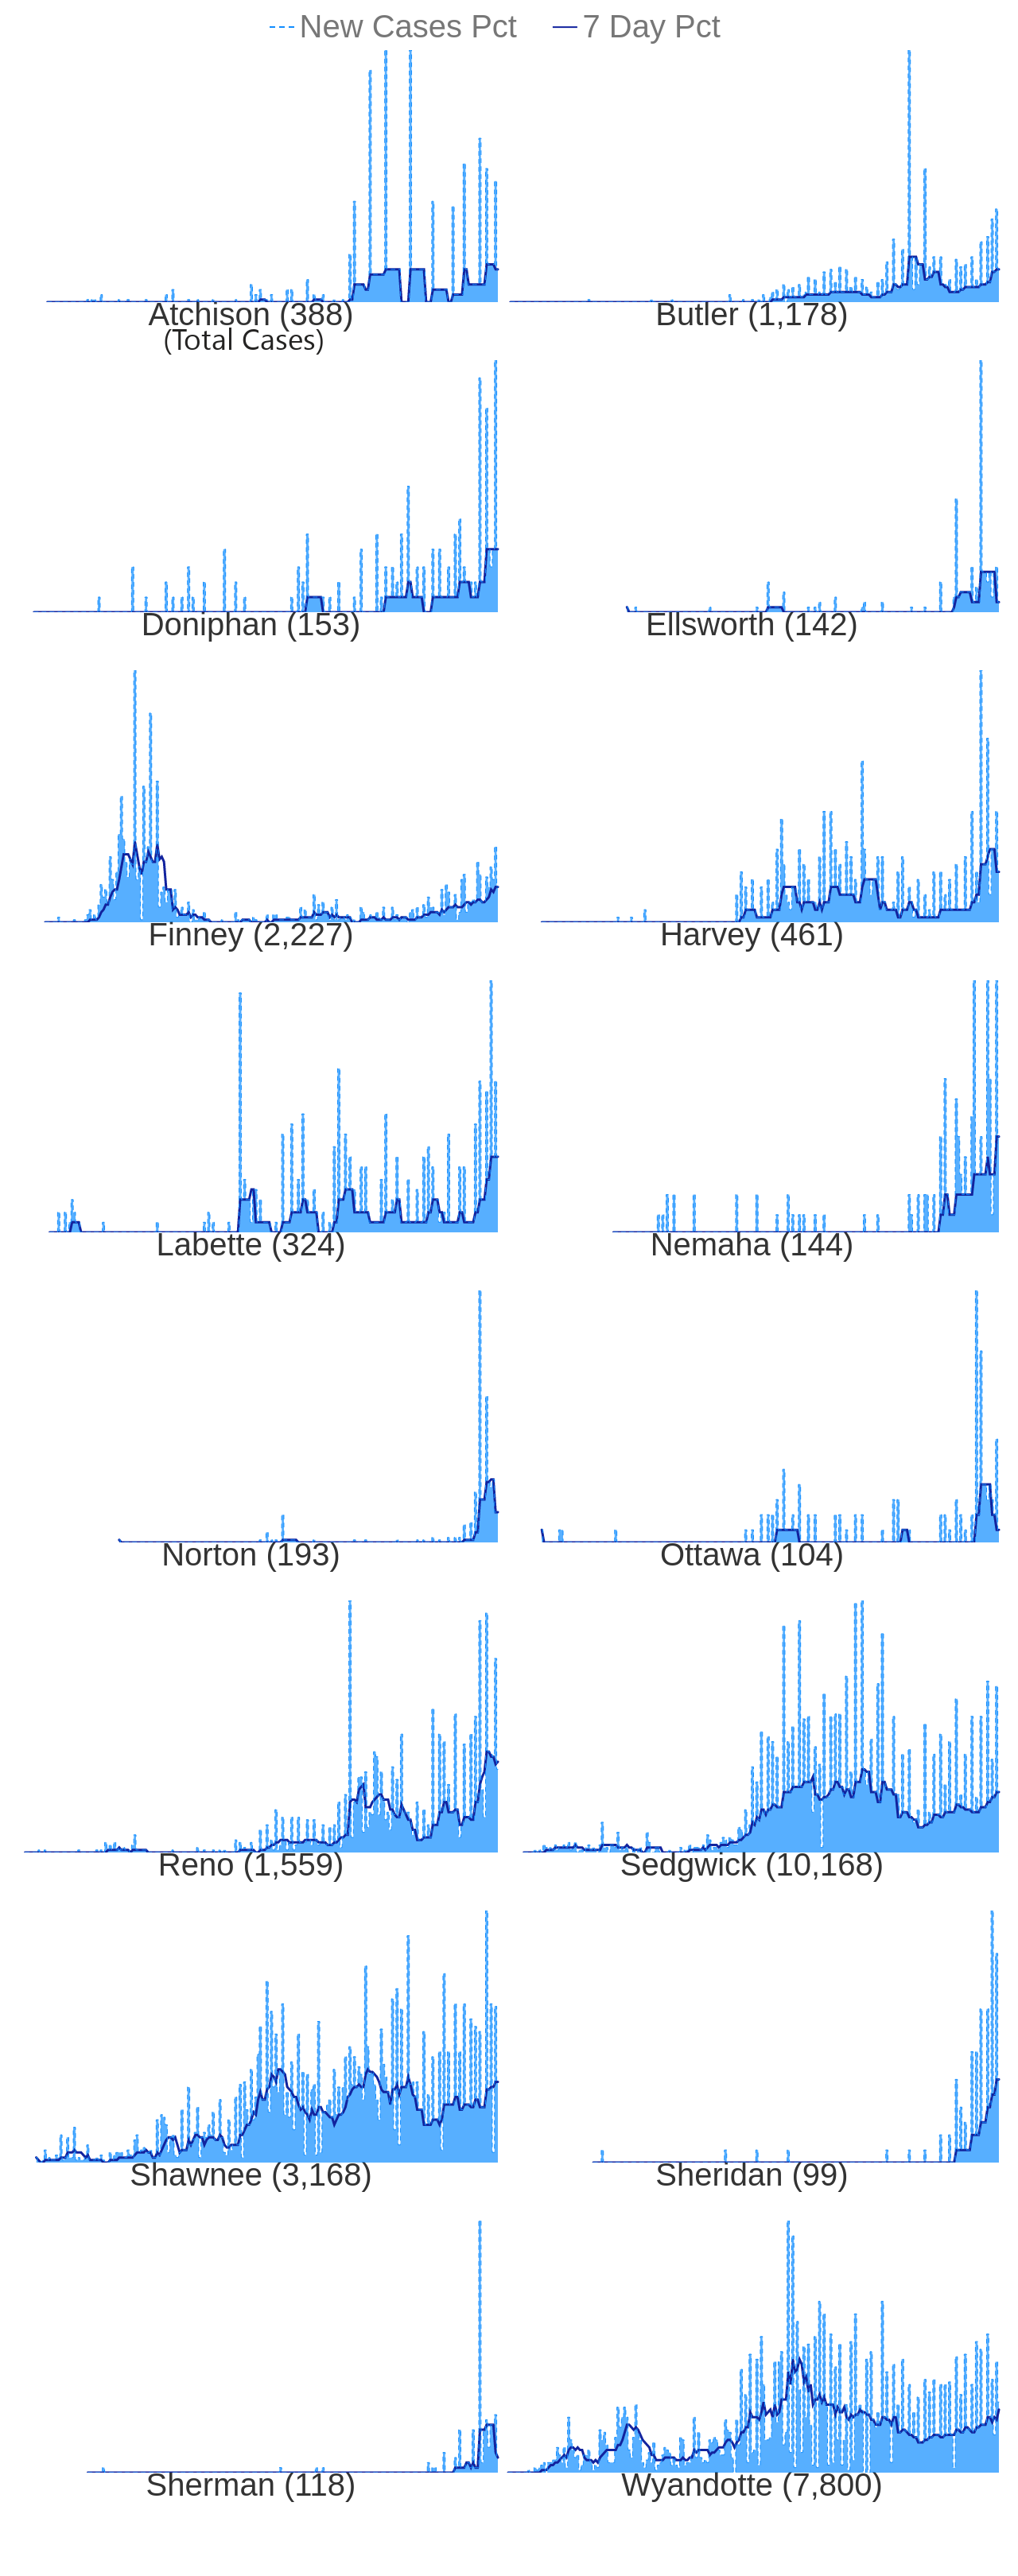 New Cases Pct 7 Day Pct
Atchison (388) Butler (1,178)
(Total Cases)
Doniphan (153) Ellsworth (142)
Finney (2,227) Harvey (461)
Labette (324) Nemaha (144)
Norton (193) Ottawa (104)
Reno (1,559) Sedgwick (10,168)
Shawnee (3,168) Sheridan (99)
Sherman (118) Wyandotte (7,800)